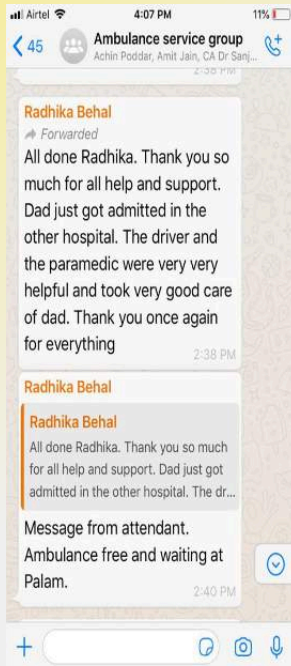 Airtel 4:07 PM 11%
45 Ambulance service group
Achin Poddar, Amit Jain, CA Dr Sanj...
2:38 PM
Radhika Behal
Forwarded
All done Radhika. Thank you so
much for all help and support.
Dad just got admitted in the
other hospital. The driver and
the paramedic were very very
helpful and took very good care
of dad. Thank you once again
for everything
2:38 PM
Radhika Behal
Radhika Behal
All done Radhika. Thank you so much
for all help and support. Dad just got
admitted in the other hospital. The dr...
Message from attendant.
Ambulance free and waiting at
Palam.
2:40 PM